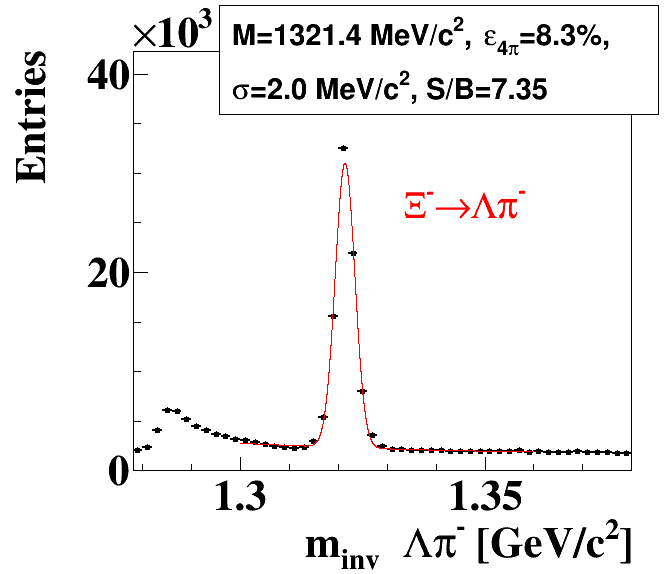 ×10³
M=1321.4 MeV/c², ε4π=8.3%,
σ=2.0 MeV/c², S/B=7.35
Entries
40
20
0
Ξ⁻→Λπ⁻
1.3 1.35
m_inv Λπ⁻ [GeV/c²]